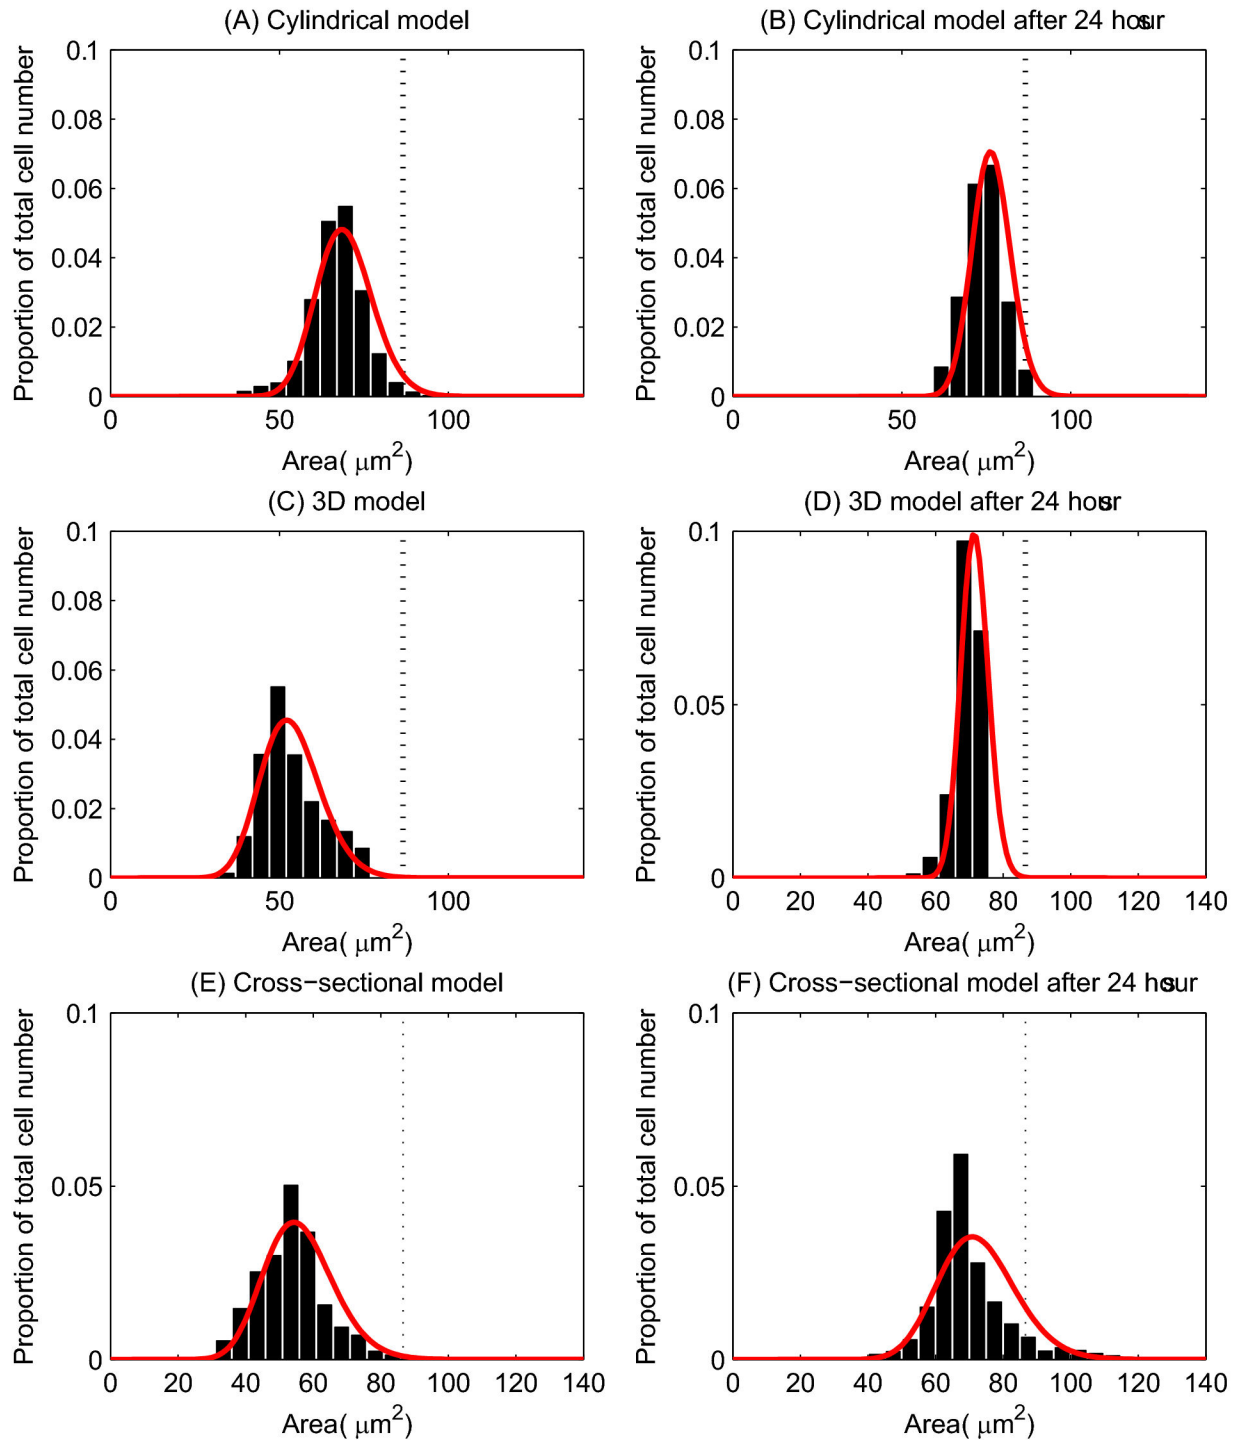 (A) Cylindrical model
0.1
0.08
0.06
0.04
0.02
0
0 50 100
Proportion of total cell number
Area( μm²)
(B) Cylindrical model after 24 hours
0.1
0.08
0.06
0.04
0.02
0
0 50 100
Proportion of total cell number
Area( μm²)
(C) 3D model
0.1
0.08
0.06
0.04
0.02
0
0 50 100
Proportion of total cell number
Area( μm²)
(D) 3D model after 24 hours
0.1
0.05
0
0 20 40 60 80 100 120 140
Proportion of total cell number
Area( μm²)
(E) Cross−sectional model
0.1
0.05
0
0 20 40 60 80 100 120 140
Proportion of total cell number
Area( μm²)
(F) Cross−sectional model after 24 hours
0.1
0.05
0
0 20 40 60 80 100 120 140
Proportion of total cell number
Area( μm²)